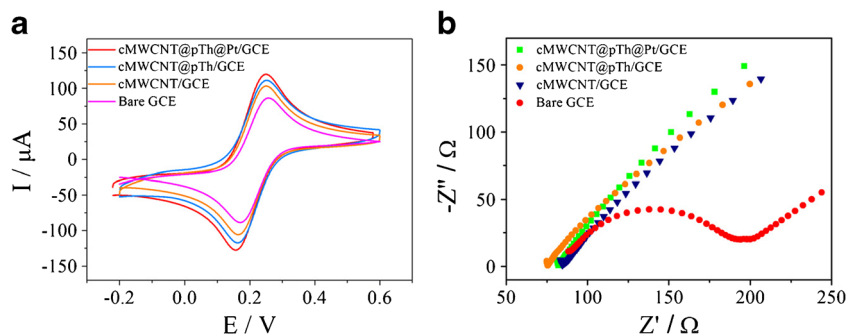 a
150
100
50
0
-50
-100
-150
I / μA
-0.2 0.0 0.2 0.4 0.6
E / V
cMWCNT@pTh@Pt/GCE
cMWCNT@pTh/GCE
cMWCNT/GCE
Bare GCE
b
-150
-100
-50
0
-Z" / Ω
50 100 150 200 250
Z' / Ω
cMWCNT@pTh@Pt/GCE
cMWCNT@pTh/GCE
cMWCNT/GCE
Bare GCE